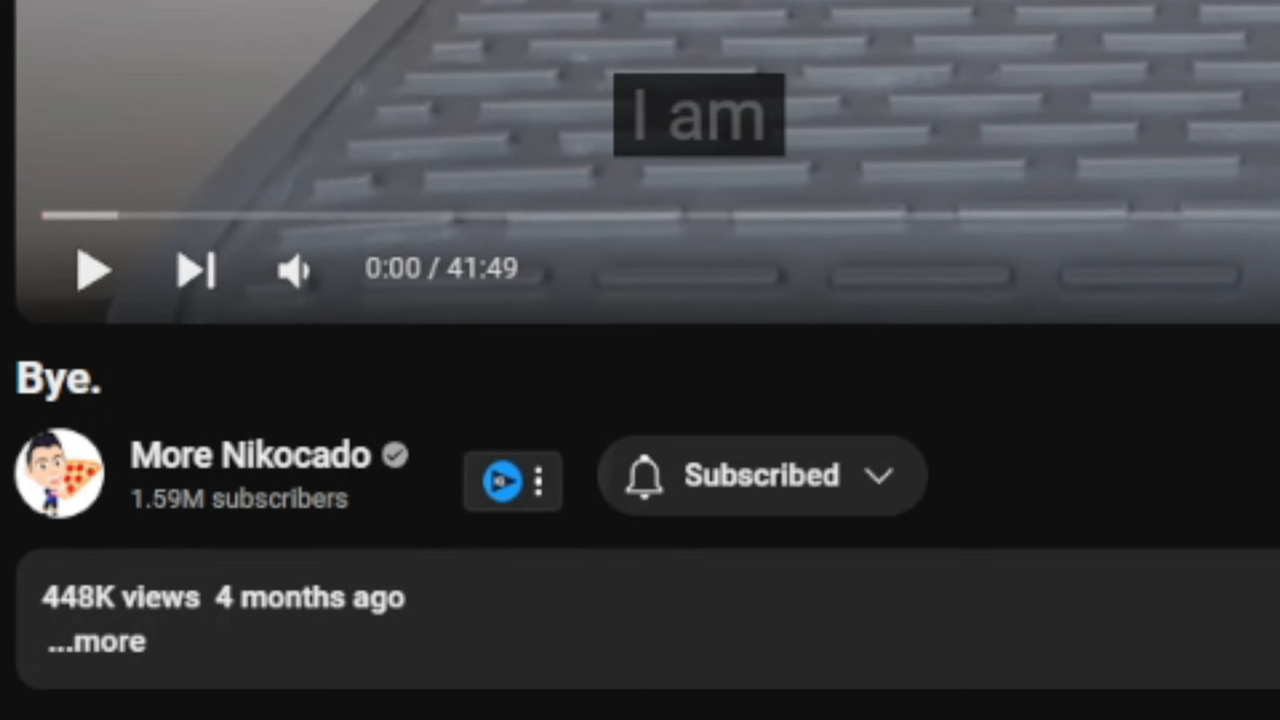 I am
0:00 / 41:49
Bye.
More Nikocado
1.59M subscribers
Subscribed
448K views 4 months ago
...more